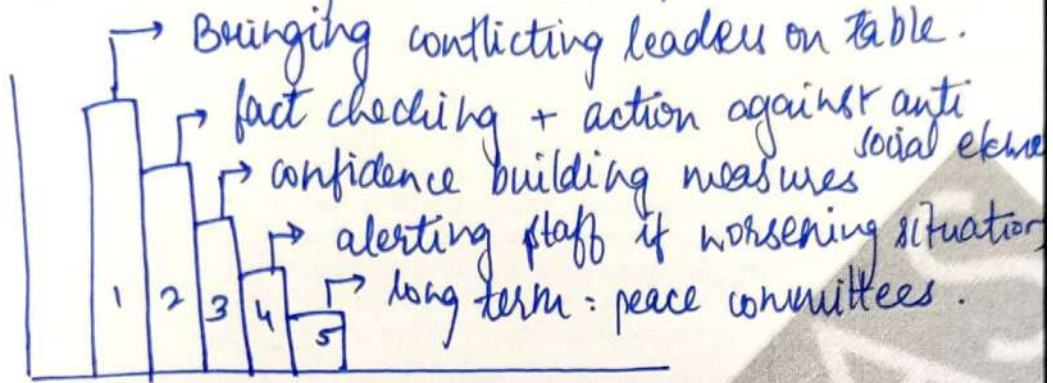 → Bringing conflicting leaders on table.
→ fact checking + action against anti
social
→ confidence building measures
→ alerting staff if worsening situation
→ long term : peace committees.
1 2 3 4 5